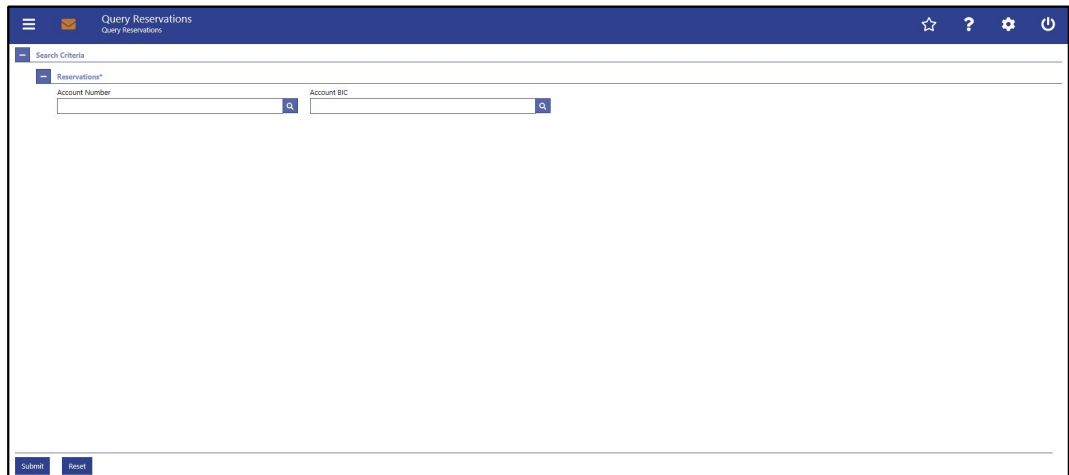 Query Reservations
Query Reservations
?
Search Criteria
Reservations*
Account Number Account BIC
Submit Reset